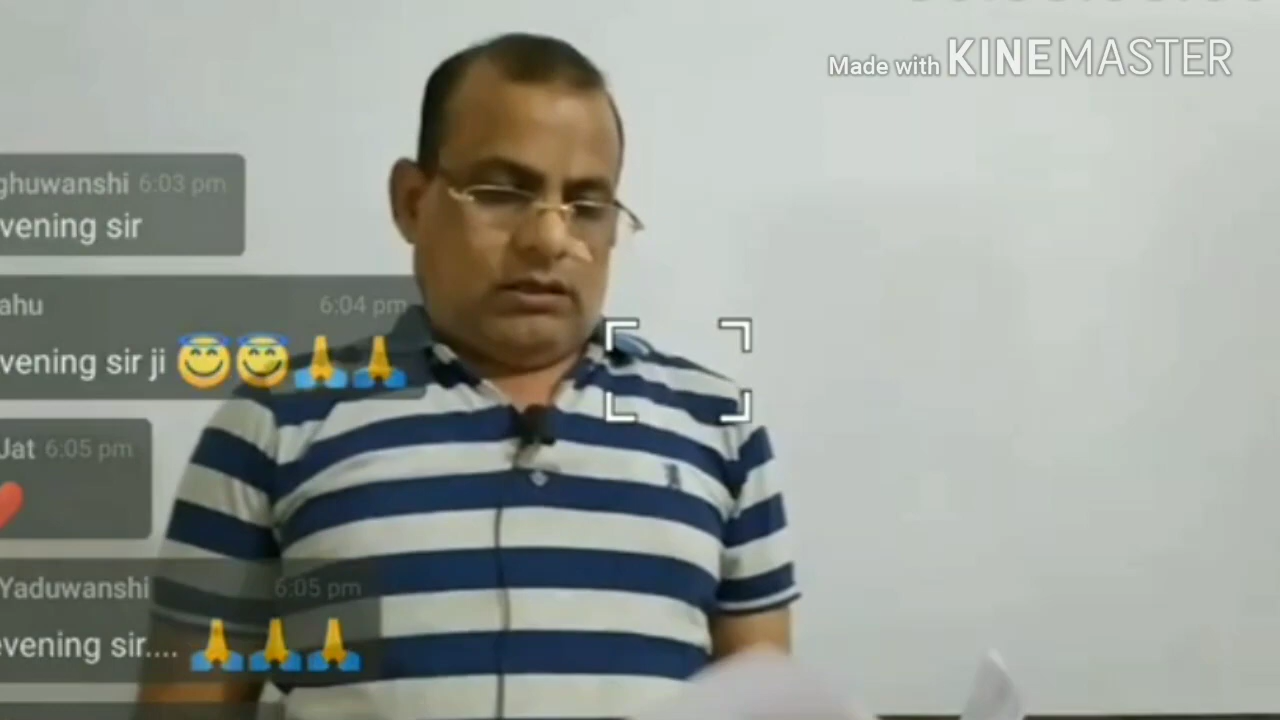 Made with KINEMASTER
ghuwanshi 6:03 pm
vening sir
ahu 6:04 pm
vening sir ji 😇😇🙏🙏
Jat 6:05 pm
❤
Yaduwanshi 6:05 pm
evening sir.... 🙏🙏🙏